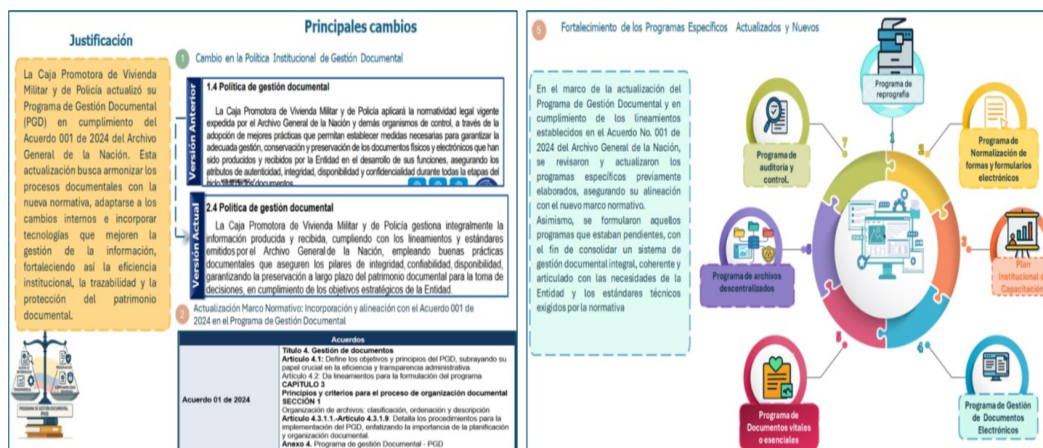 Justificación
La Caja Promotora de Vivienda
Militar y de Policía actualizó su
Programa de Gestión Documental
(PGD) en cumplimiento del
Acuerdo 001 de 2024 del Archivo
General de la Nación. Esta
actualización busca armonizar los
procesos documentales con la
nueva normativa, adaptarse a los
cambios internos e incorporar
tecnologías que mejoren la
gestión de la información,
fortaleciendo así la eficiencia
institucional, la trazabilidad y la
protección del patrimonio
documental.
PROGRAMA DE GESTIÓN DOCUMENTAL
(PGD)
Principales cambios
1 Cambio en la Política Institucional de Gestión Documental
Versión Anterior
1.4 Política de gestión documental
La Caja Promotora de Vivienda Militar y de Policía aplicará la normatividad legal vigente
expedida por el Archivo General de la Nación y demás organismos de control, a través de la
adopción de mejores prácticas que permitan establecer medidas necesarias para garantizar la
adecuada gestión, conservación y preservación de los documentos físicos y electrónicos que han
sido producidos y recibidos por la Entidad en el desarrollo de sus funciones, asegurando los
atributos de autenticidad, integridad, disponibilidad y confidencialidad durante todas la etapas del
Versión Actual
2.4 Política de gestión documental
La Caja Promotora de Vivienda Militar y de Policía gestiona integralmente la
información producida y recibida, cumpliendo con los lineamientos y estándares
emitidos por el Archivo General de la Nación, empleando buenas prácticas
documentales que aseguren los pilares de integridad, confiabilidad, disponibilidad,
garantizando la preservación a largo plazo del patrimonio documental para la toma de
decisiones, en cumplimiento de los objetivos estratégicos de la Entidad.
2 Actualización Marco Normativo: Incorporación y alineación con el Acuerdo 001 de
2024 en el Programa de Gestión Documental
Acuerdos
Acuerdo 01 de 2024
Título 4. Gestión de documentos
Artículo 4.1: Define los objetivos y principios del PGD, subrayando su
papel crucial en la eficiencia y transparencia administrativa.
Artículo 4.2: Da lineamientos para la formulación del programa
CAPITULO 3
Principios y criterios para el proceso de organización documental
SECCIÓN 1
Organización de archivos: clasificación, ordenación y descripción
Artículo 4.3.1.1.-Artículo 4.3.1.9. Detalla los procedimientos para la
implementación del PGD, enfatizando la importancia de la planificación
y organización documental.
Anexo 4. Programa de gestión Documental - PGD
5 Fortalecimiento de los Programas Específicos Actualizados y Nuevos
En el marco de la actualización del
Programa de Gestión Documental y en
cumplimiento de los lineamientos
establecidos en el Acuerdo No. 001 de
2024 del Archivo General de la Nación,
se revisaron y actualizaron los
programas específicos previamente
elaborados, asegurando su alineación
con el nuevo marco normativo.
Asimismo, se formularon aquellos
programas que estaban pendientes, con
el fin de consolidar un sistema de
gestión documental integral, coherente y
articulado con las necesidades de la
Entidad y los estándares técnicos
exigidos por la normativa
Programa de
reprografía
1
2
Programa de
Normalización de
formas y formularios
electrónicos
3
Plan
Institucional de
Capacitación
4
Programa de Gestión
de Documentos
Electrónicos
5
Programa de
Documentos vitales
o esenciales
Programa de archivos
descentralizados
7
Programa de
auditoría y
control.